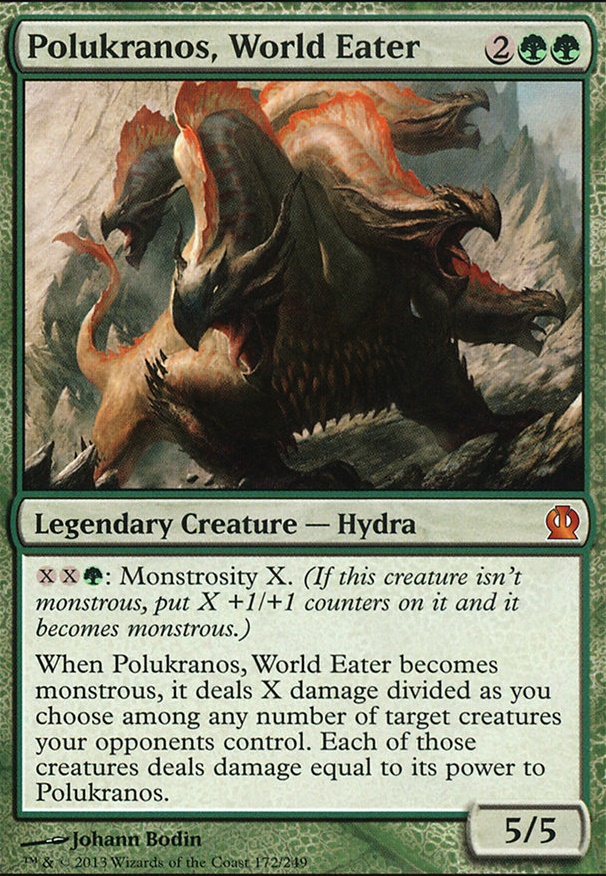 Polukranos, World Eater 2
Legendary Creature — Hydra
XX: Monstrosity X. (If this creature isn't
monstrous, put X +1/+1 counters on it and it
becomes monstrous.)
When Polukranos, World Eater becomes
monstrous, it deals X damage divided as you
choose among any number of target creatures
your opponents control. Each of those
creatures deals damage equal to its power to
Polukranos.
5/5
Johann Bodin
™ & © 2013 Wizards of the Coast 172/249